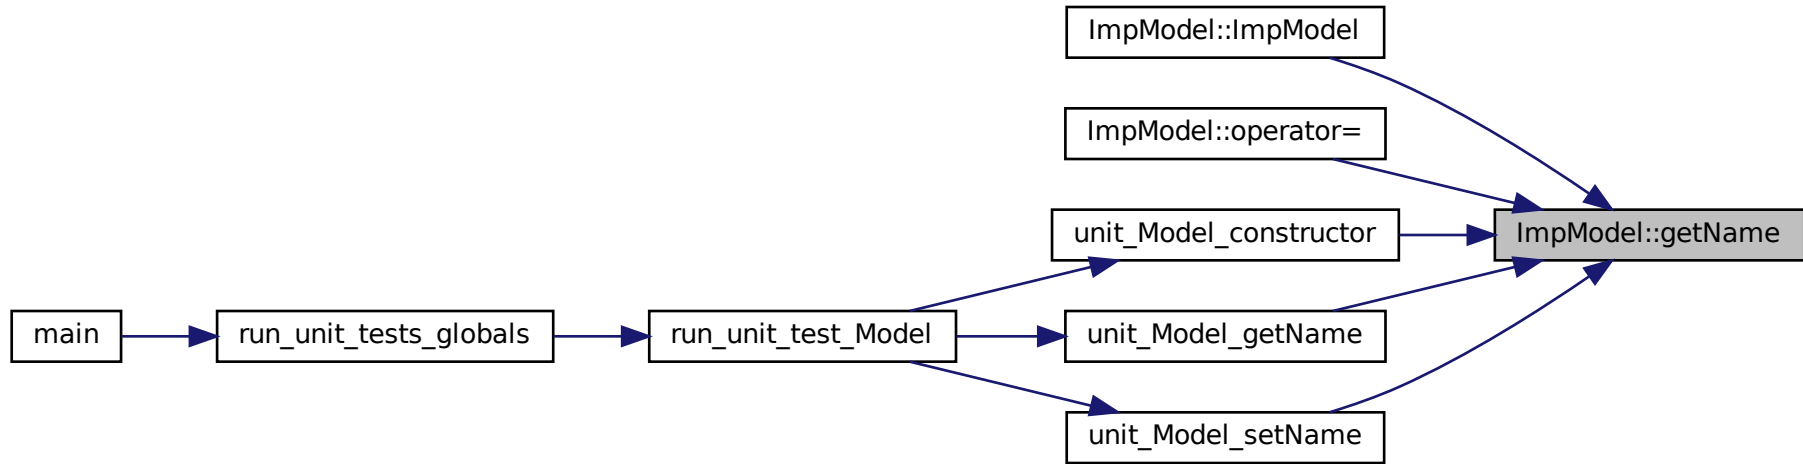 ImpModel::ImpModel
ImpModel::operator=
unit_Model_constructor
ImpModel::getName
main
run_unit_tests_globals
run_unit_test_Model
unit_Model_getName
unit_Model_setName